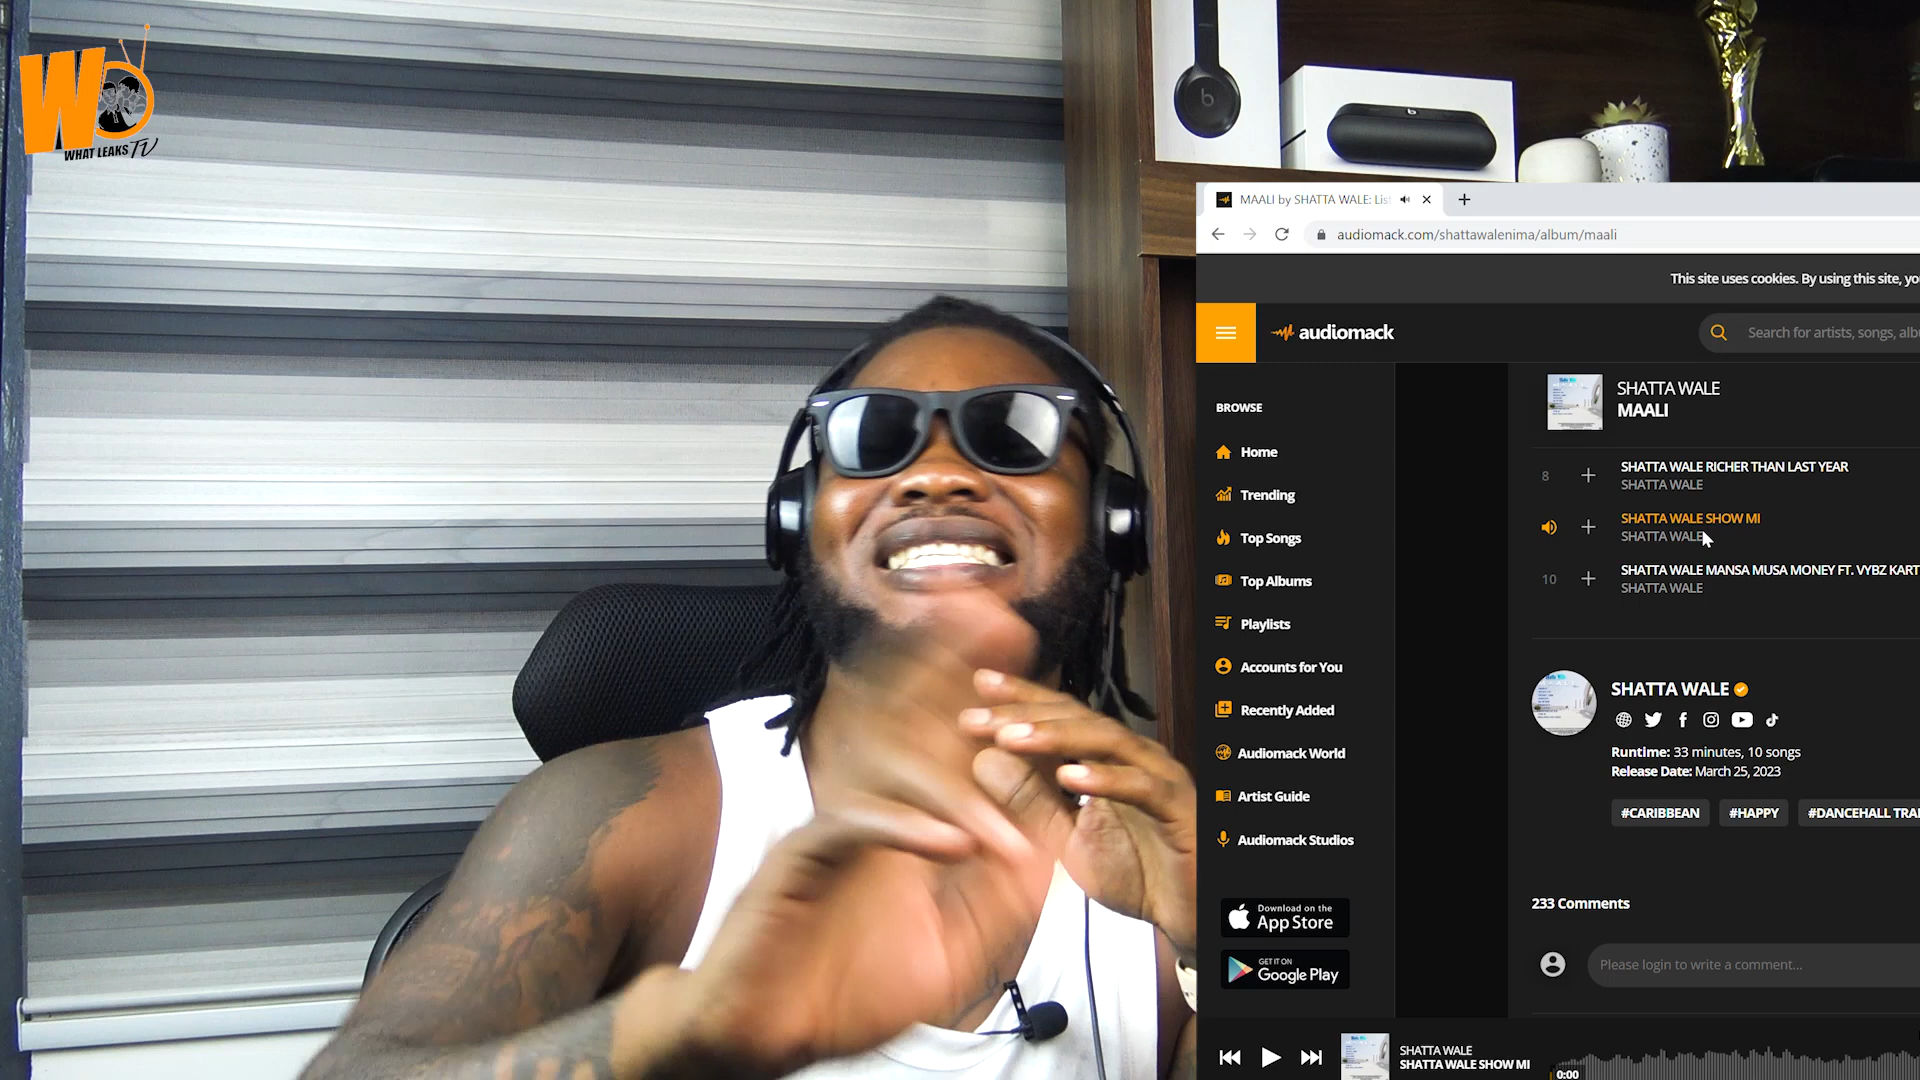 WO
WHAT LEAKS TV
MAALI by SHATTA WALE: Lis
audiomack.com/shattawalenima/album/maali
This site uses cookies. By using this site, yo
audiomack
Search for artists, songs, alb
BROWSE
Home
Trending
Top Songs
Top Albums
Playlists
Accounts for You
Recently Added
Audiomack World
Artist Guide
Audiomack Studios
Download on the
App Store
GET IT ON
Google Play
SHATTA WALE
MAALI
8
SHATTA WALE RICHER THAN LAST YEAR
SHATTA WALE
SHATTA WALE SHOW MI
SHATTA WALE
10
SHATTA WALE MANSA MUSA MONEY FT. VYBZ KART
SHATTA WALE
SHATTA WALE
Runtime: 33 minutes, 10 songs
Release Date: March 25, 2023
#CARIBBEAN
#HAPPY
#DANCEHALL TRA
233 Comments
Please login to write a comment...
SHATTA WALE
SHATTA WALE SHOW MI
0:00